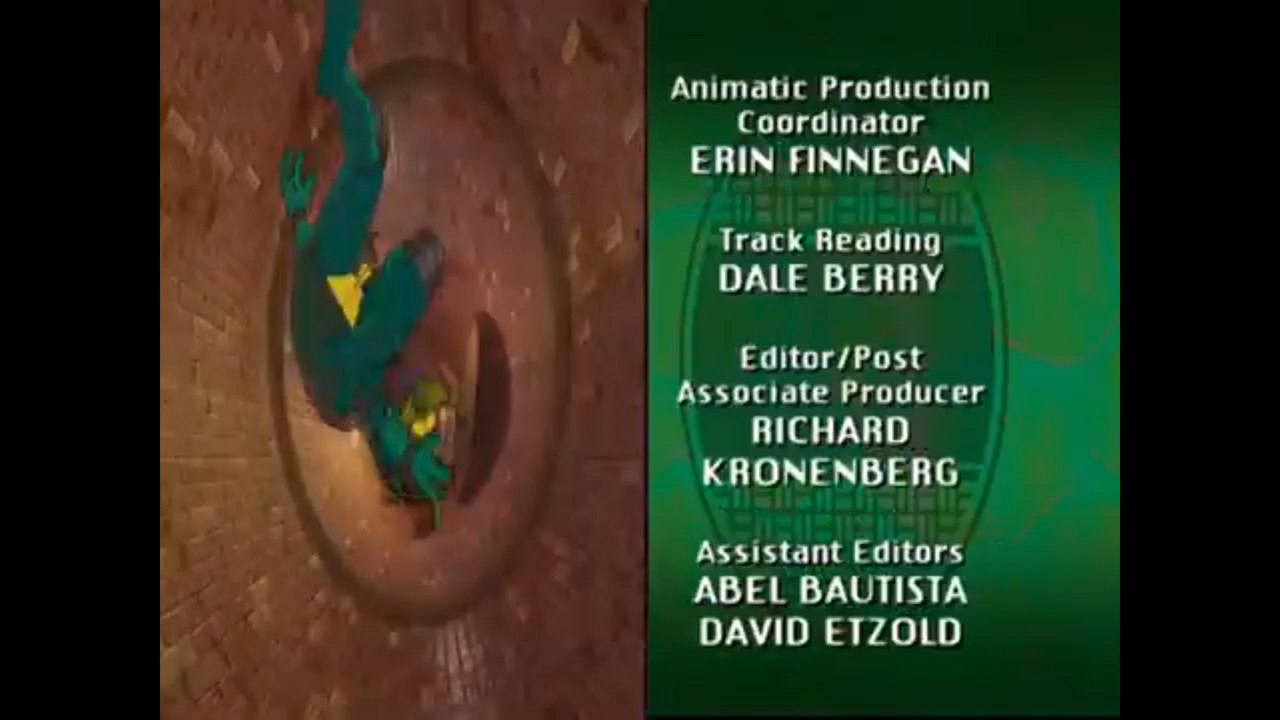 Animatic Production
Coordinator
ERIN FINNEGAN
Track Reading
DALE BERRY
Editor/Post
Associate Producer
RICHARD
KRONENBERG
Assistant Editors
ABEL BAUTISTA
DAVID ETZOLD